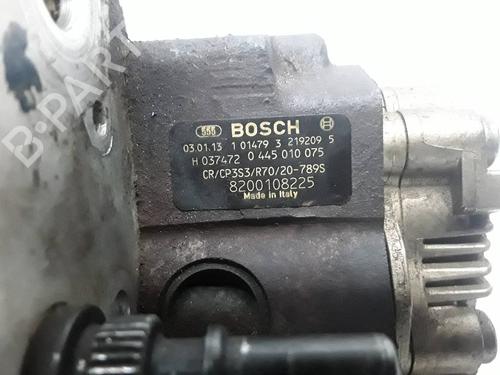 555 BOSCH
03.01.13 1 01479 3 219209 5
H 037472 0 445 010 075
CR/CP3S3/R70/20-789S
8200108225
Made in Italy
B-PARTS